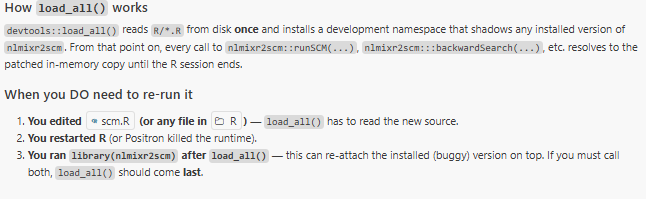 How load_all() works
devtools::load_all() reads R/*.R from disk once and installs a development namespace that shadows any installed version of
nlmixr2scm. From that point on, every call to nlmixr2scm::runSCM(...), nlmixr2scm:::backwardSearch(...), etc. resolves to the
patched in-memory copy until the R session ends.
When you DO need to re-run it
1. You edited scm.R (or any file in R) — load_all() has to read the new source.
2. You restarted R (or Positron killed the runtime).
3. You ran library(nlmixr2scm) after load_all() — this can re-attach the installed (buggy) version on top. If you must call
both, load_all() should come last.